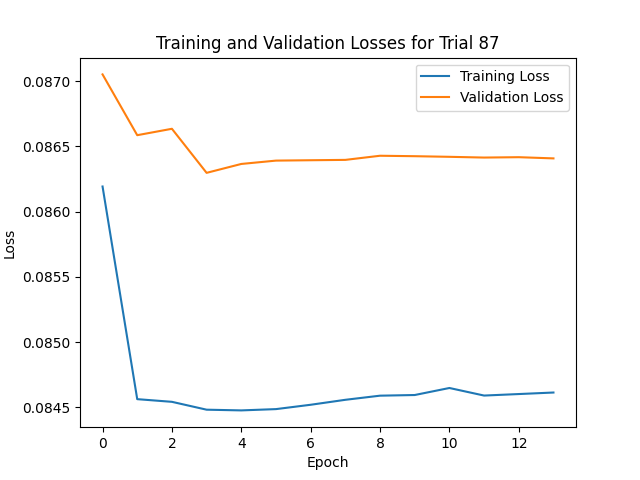 Training and Validation Losses for Trial 87
Training Loss
Validation Loss
0.0870
0.0865
0.0860
0.0855
0.0850
0.0845
Loss
0 2 4 6 8 10 12
Epoch